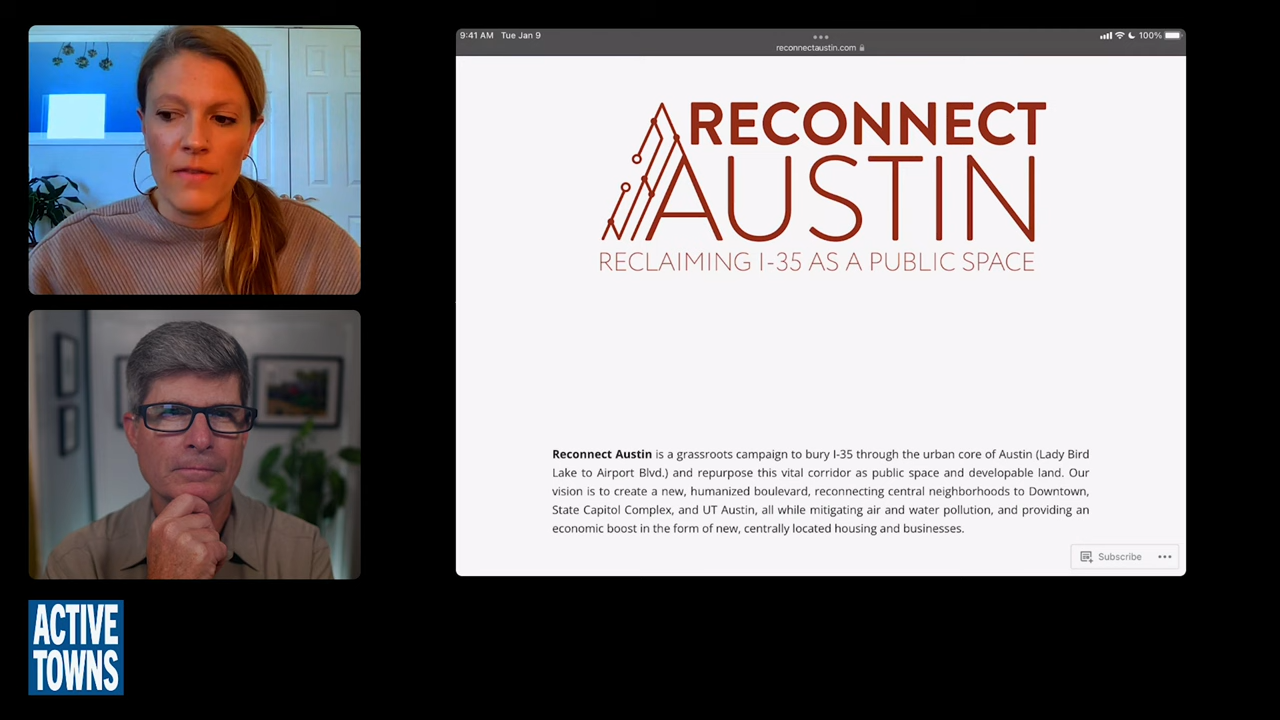 9:41 AM Tue Jan 9
100%
reconnectaustin.com
RECONNECT
AUSTIN
RECLAIMING I-35 AS A PUBLIC SPACE
Reconnect Austin is a grassroots campaign to bury I-35 through the urban core of Austin (Lady Bird
Lake to Airport Blvd.) and repurpose this vital corridor as public space and developable land. Our
vision is to create a new, humanized boulevard, reconnecting central neighborhoods to Downtown,
State Capitol Complex, and UT Austin, all while mitigating air and water pollution, and providing an
economic boost in the form of new, centrally located housing and businesses.
Subscribe
ACTIVE
TOWNS